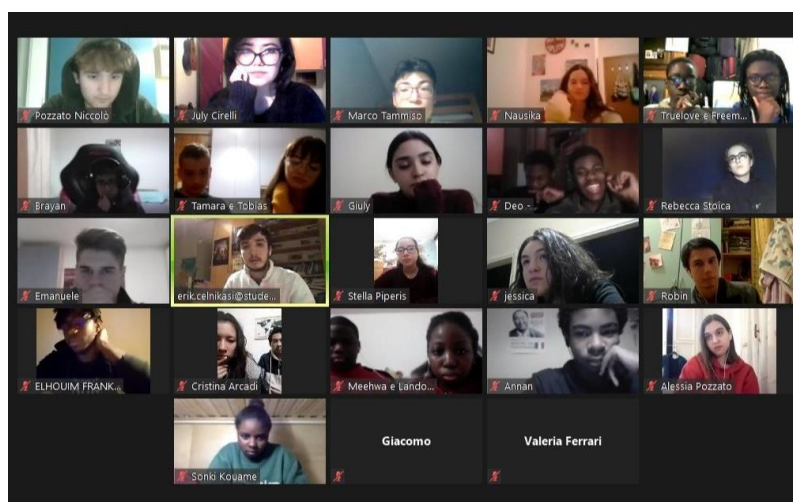 Pozzato Niccolò
July Cirelli
Marco Tammiso
Nausika
Truelove e Freem...
Brayan
Tamara e Tobias
Giuly
Deo -
Rebecca Stoica
Emanuele
erik.celnikasi@stude...
Stella Piperis
jessica
Robin
ELHOUIM FRANK...
Cristina Arcadi
Meehwa e Lando...
Annan
Alessia Pozzato
Sonki Kouame
Giacomo
Valeria Ferrari